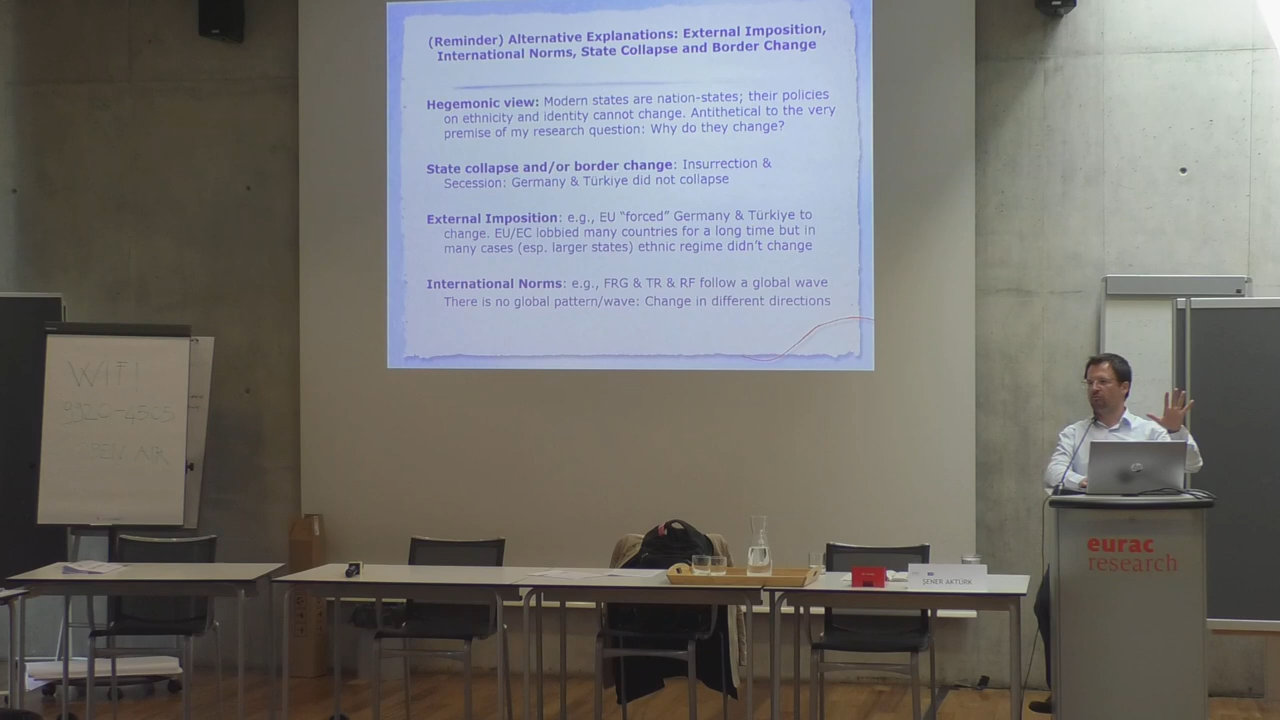 (Reminder) Alternative Explanations: External Imposition,
International Norms, State Collapse and Border Change
Hegemonic view: Modern states are nation-states; their policies
on ethnicity and identity cannot change. Antithetical to the very
premise of my research question: Why do they change?
State collapse and/or border change: Insurrection &
Secession: Germany & Türkiye did not collapse
External Imposition: e.g., EU “forced” Germany & Türkiye to
change. EU/EC lobbied many countries for a long time but in
many cases (esp. larger states) ethnic regime didn’t change
International Norms: e.g., FRG & TR & RF follow a global wave
There is no global pattern/wave: Change in different directions
WIFI
9920-4505
OPEN AIR
eurac
research
ŞENER AKTÜRK
hp